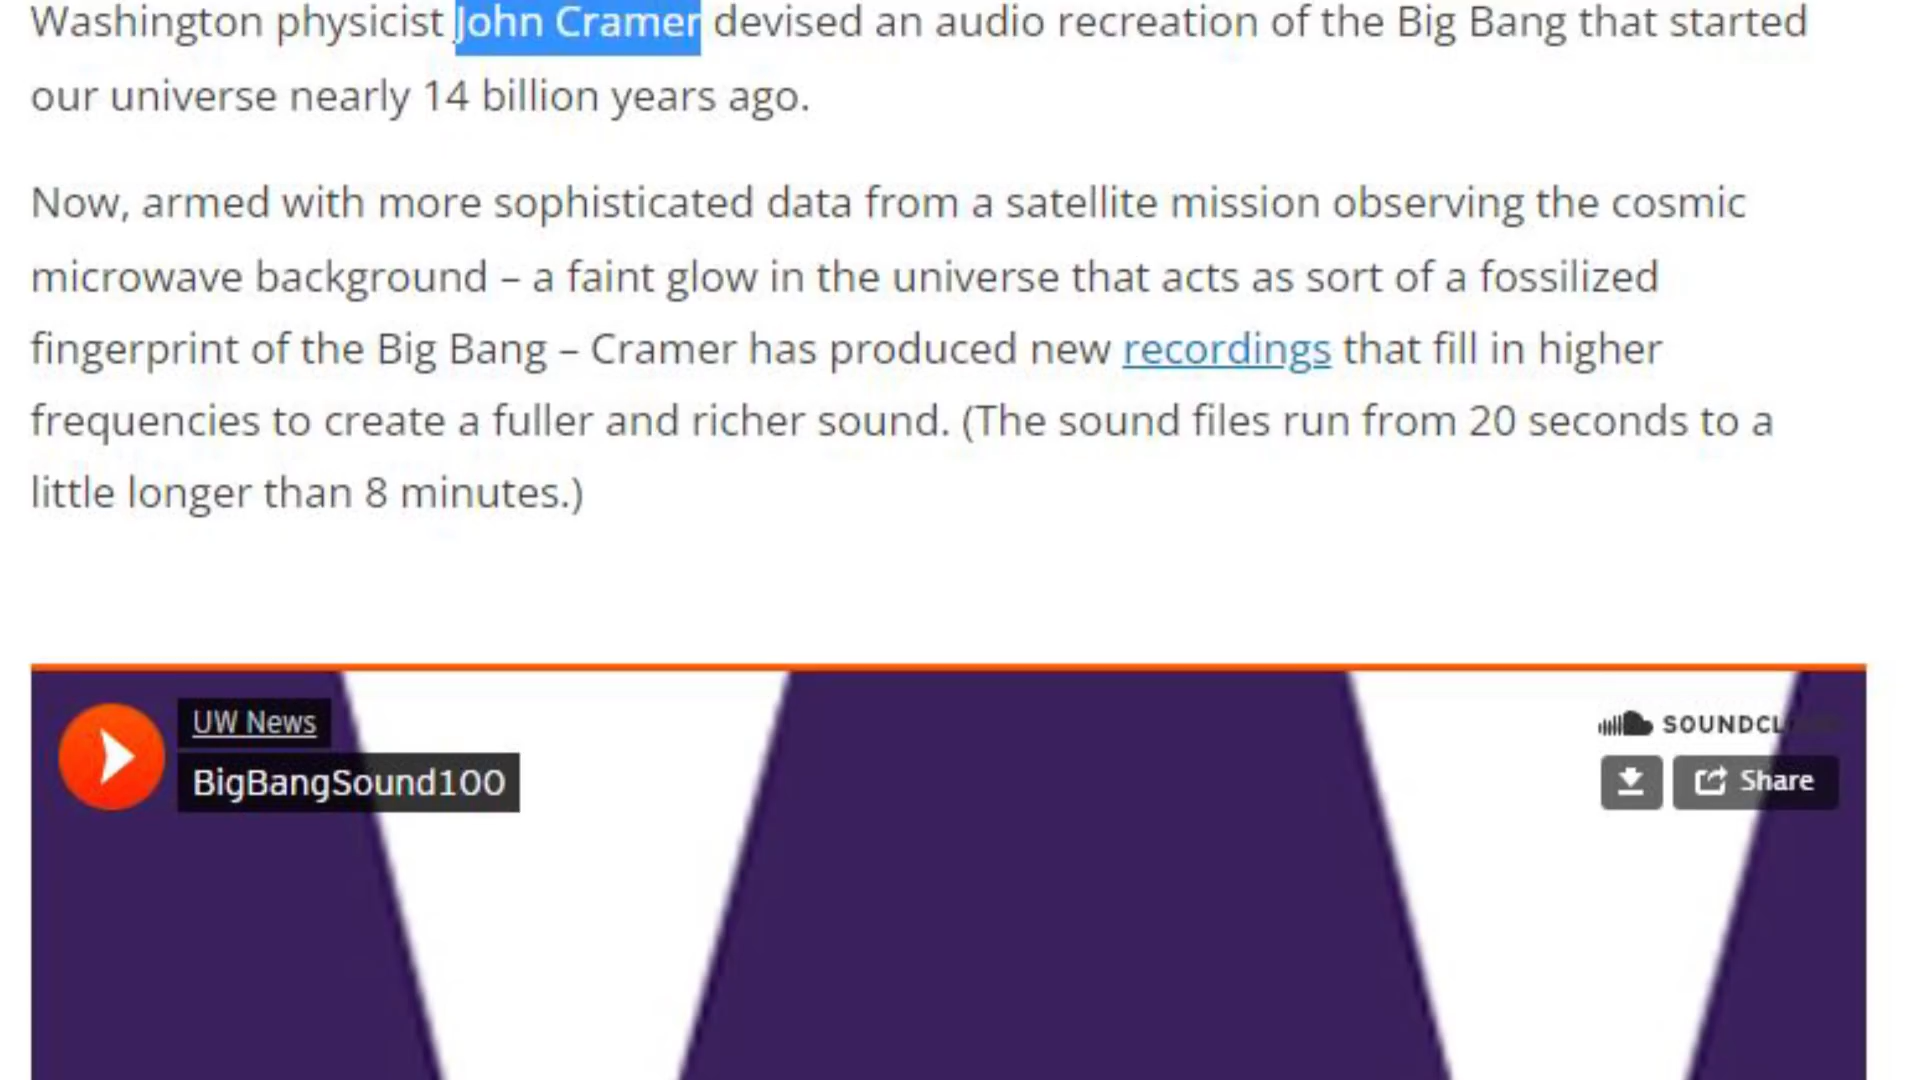 Washington physicist John Cramer devised an audio recreation of the Big Bang that started
our universe nearly 14 billion years ago.
Now, armed with more sophisticated data from a satellite mission observing the cosmic
microwave background – a faint glow in the universe that acts as sort of a fossilized
fingerprint of the Big Bang – Cramer has produced new recordings that fill in higher
frequencies to create a fuller and richer sound. (The sound files run from 20 seconds to a
little longer than 8 minutes.)
UW News
SOUNDCLOUD
BigBangSound100
Share